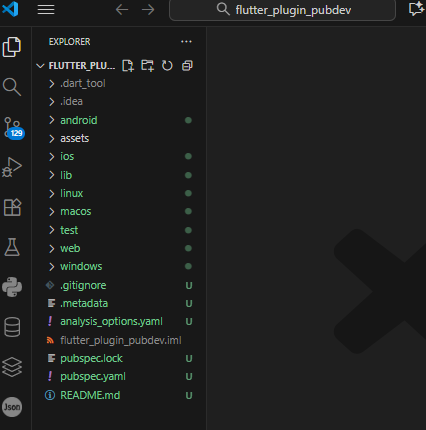 flutter_plugin_pubdev
EXPLORER ...
FLUTTER_PLU...
.dart_tool
.idea
android
129
assets
ios
lib
linux
macos
test
web
windows
.gitignore U
.metadata U
! analysis_options.yaml U
flutter_plugin_pubdev.iml
pubspec.lock U
! pubspec.yaml U
README.md U
Json